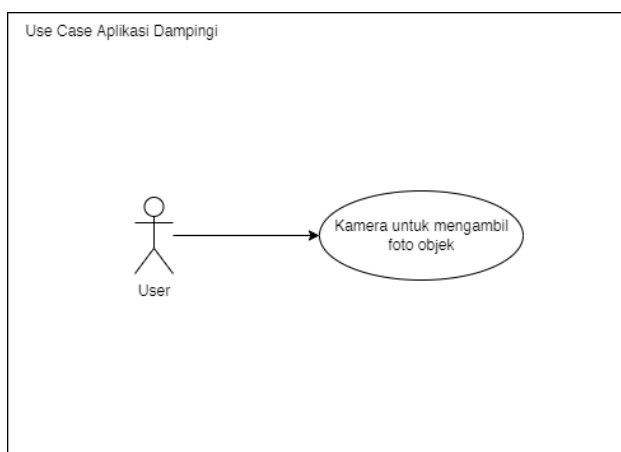 Use Case Aplikasi Dampingi
Kamera untuk mengambil
foto objek
User